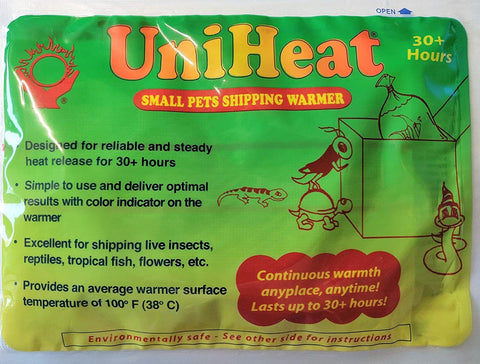 OPEN
UniHeat®
30+
Hours
®
SMALL PETS SHIPPING WARMER
• Designed for reliable and steady
heat release for 30+ hours
• Simple to use and deliver optimal
results with color indicator on the
warmer
• Excellent for shipping live insects,
reptiles, tropical fish, flowers, etc.
• Provides an average warmer surface
temperature of 100° F (38° C)
Continuous warmth
anyplace, anytime!
Lasts up to 30+ hours!
Environmentally safe - See other side for instructions